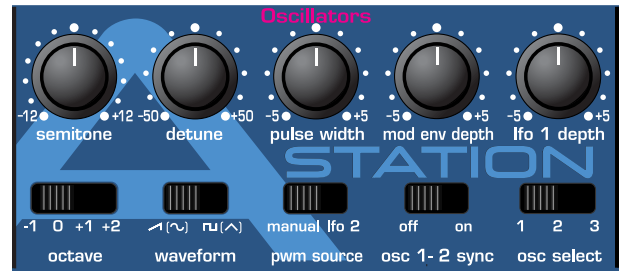 Oscillators
-12 +12 -50 +50 -5 +5 -5 +5 -5 +5
semitone detune pulse width mod env depth lfo 1 depth
STATION
-1 0 +1 +2 manual lfo 2 off on 1 2 3
octave waveform pwm source osc 1- 2 sync osc select